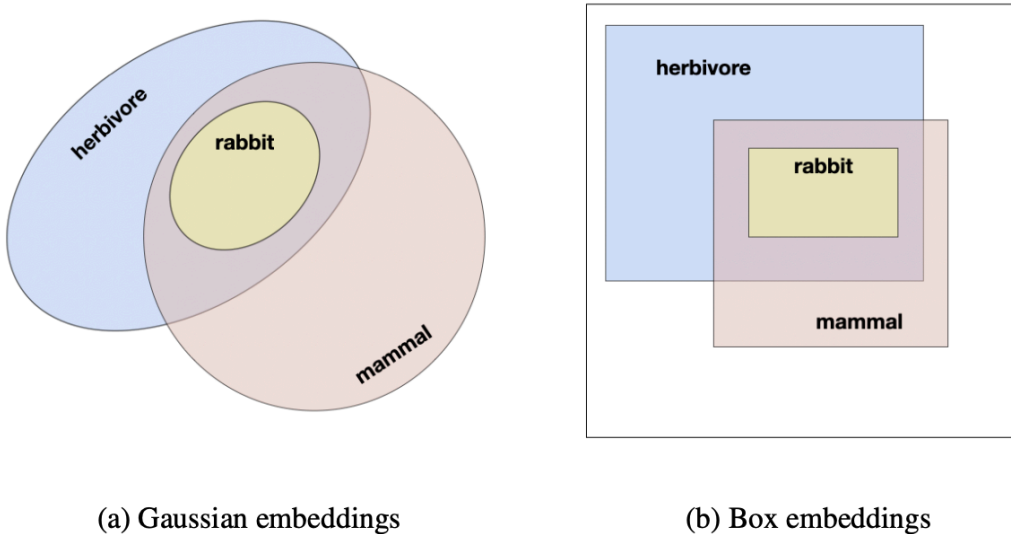 herbivore
rabbit
mammal
(a) Gaussian embeddings
herbivore
rabbit
mammal
(b) Box embeddings